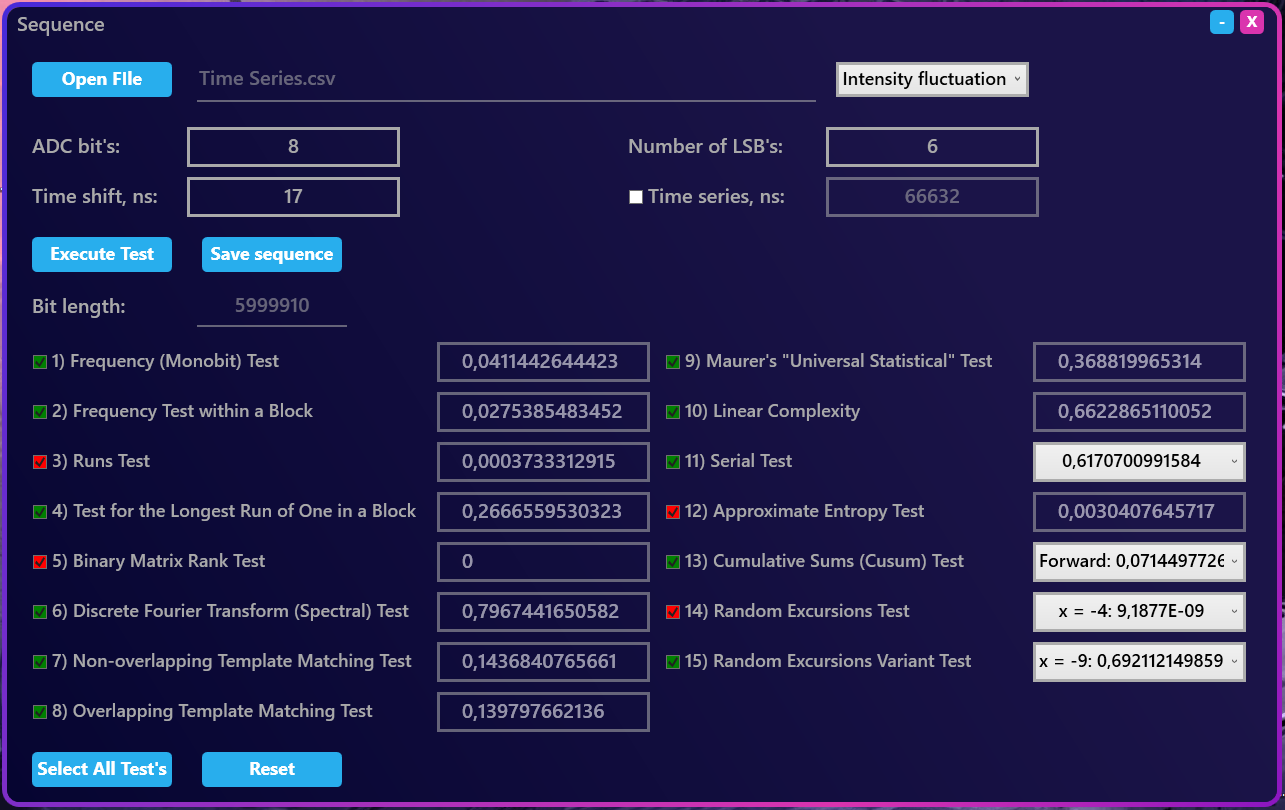 Sequence
- X
Open FIle Time Series.csv Intensity fluctuation
ADC bit's: 8 Number of LSB's: 6
Time shift, ns: 17 Time series, ns: 66632
Execute Test Save sequence
Bit length: 5999910
1) Frequency (Monobit) Test 0,0411442644423 9) Maurer's "Universal Statistical" Test 0,368819965314
2) Frequency Test within a Block 0,0275385483452 10) Linear Complexity 0,6622865110052
3) Runs Test 0,0003733312915 11) Serial Test 0,6170700991584
4) Test for the Longest Run of One in a Block 0,2666559530323 12) Approximate Entropy Test 0,0030407645717
5) Binary Matrix Rank Test 0 13) Cumulative Sums (Cusum) Test Forward: 0,0714497726
6) Discrete Fourier Transform (Spectral) Test 0,7967441650582 14) Random Excursions Test x = -4: 9,1877E-09
7) Non-overlapping Template Matching Test 0,1436840765661 15) Random Excursions Variant Test x = -9: 0,692112149859
8) Overlapping Template Matching Test 0,139797662136
Select All Test's Reset